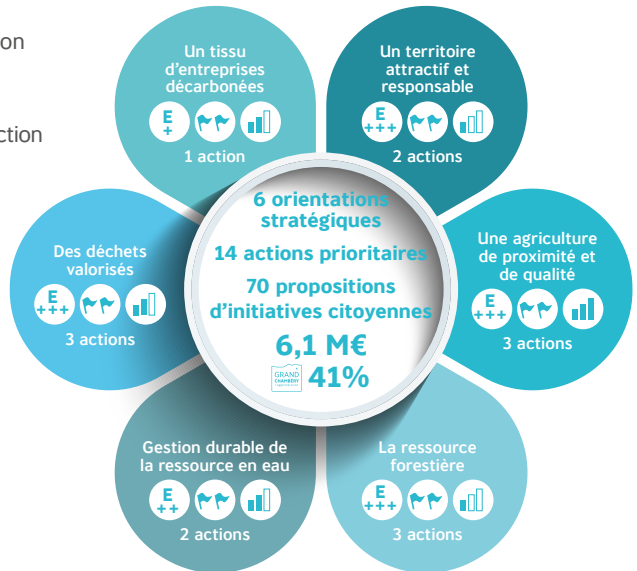 on
ction
Un tissu
d'entreprises
décarbonées
E
+
1 action
Un territoire
attractif et
responsable
E
+++
2 actions
Des déchets
valorisés
E
+++
3 actions
6 orientations
stratégiques
14 actions prioritaires
70 propositions
d'initiatives citoyennes
6,1 M€
GRAND
CHAMBÉRY
41%
Une agriculture
de proximité et
de qualité
E
+++
3 actions
Gestion durable de
la ressource en eau
E
++
2 actions
La ressource
forestière
E
+++
3 actions